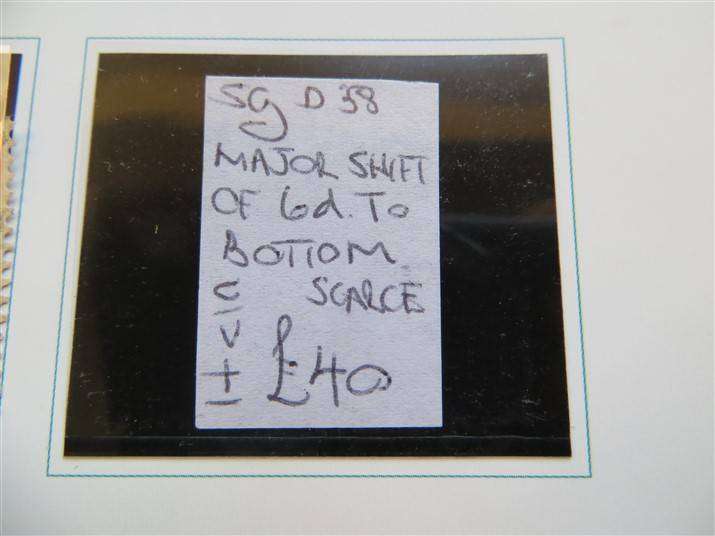 SG D 38
MAJOR SHIFT
OF 6d. TO
BOTTOM
C SCARCE
V
± £40